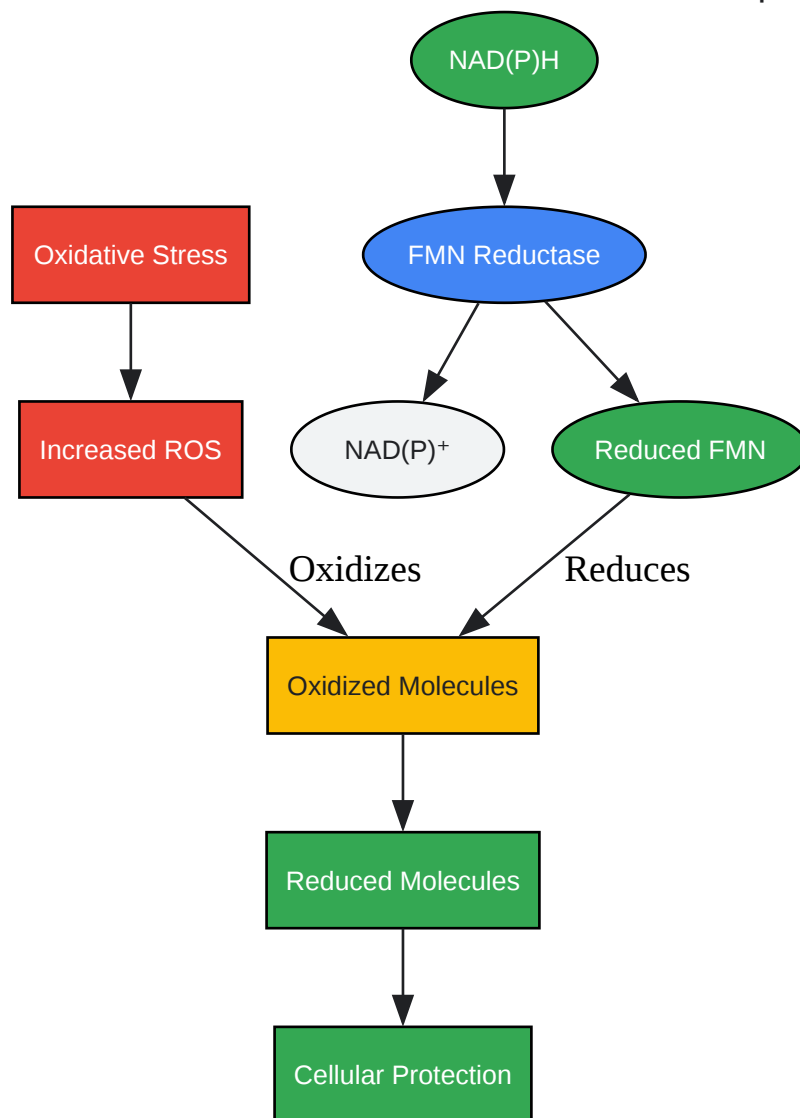 NAD(P)H
Oxidative Stress
FMN Reductase
Increased ROS
NAD(P)⁺
Reduced FMN
Oxidizes
Reduces
Oxidized Molecules
Reduced Molecules
Cellular Protection